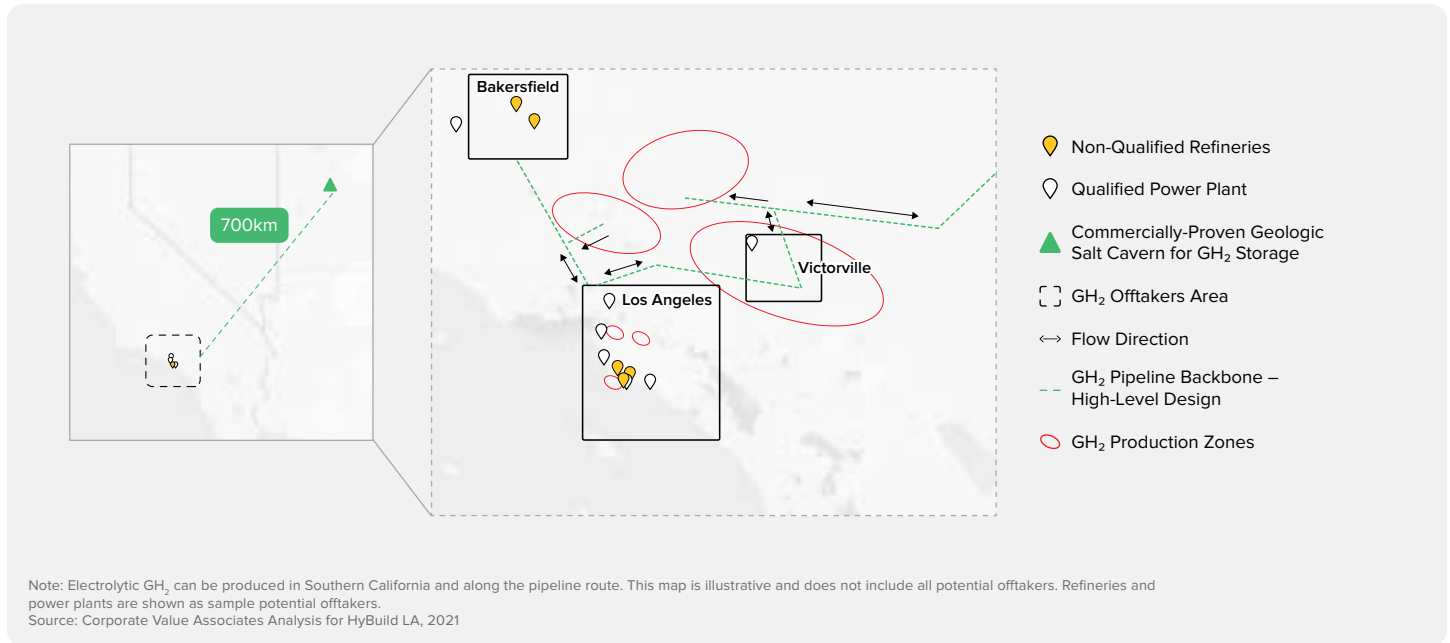 Bakersfield
700km
Victorville
Los Angeles
Non-Qualified Refineries
Qualified Power Plant
Commercially-Proven Geologic
Salt Cavern for GH₂ Storage
GH₂ Offtakers Area
Flow Direction
GH₂ Pipeline Backbone –
High-Level Design
GH₂ Production Zones
Note: Electrolytic GH₂ can be produced in Southern California and along the pipeline route. This map is illustrative and does not include all potential offtakers. Refineries and
power plants are shown as sample potential offtakers.
Source: Corporate Value Associates Analysis for HyBuild LA, 2021